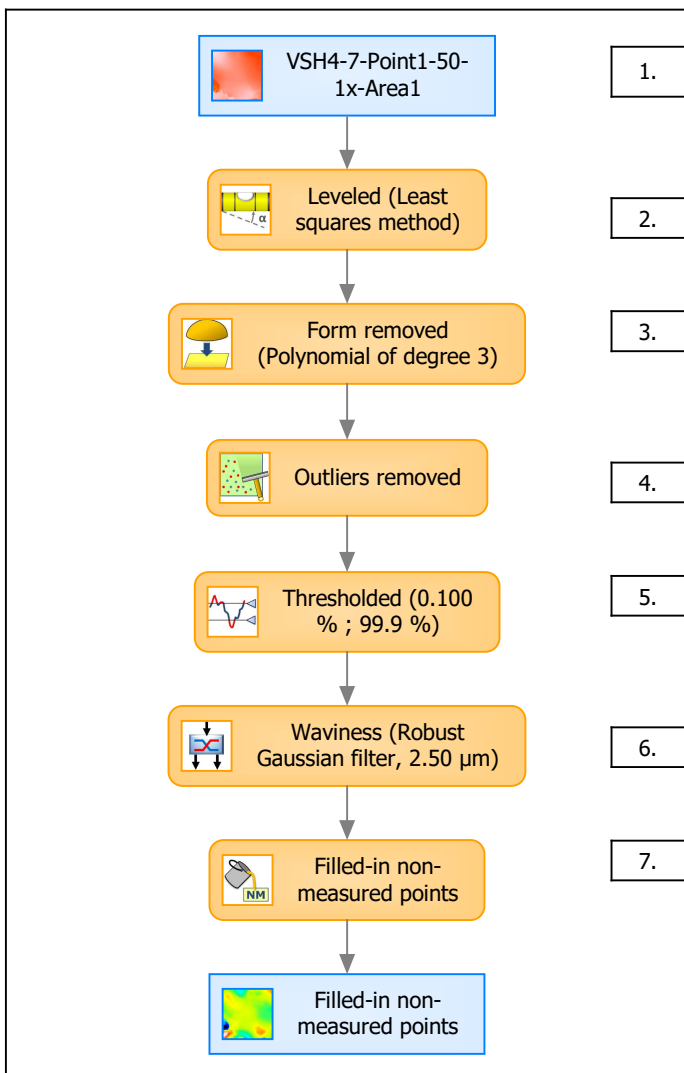 VSH4-7-Point1-50-
1x-Area1
1.
Leveled (Least
squares method)
α
2.
Form removed
(Polynomial of degree 3)
3.
Outliers removed
4.
Thresholded (0.100
% ; 99.9 %)
5.
Waviness (Robust
Gaussian filter, 2.50 µm)
6.
Filled-in non-
measured points
NM
7.
Filled-in non-
measured points